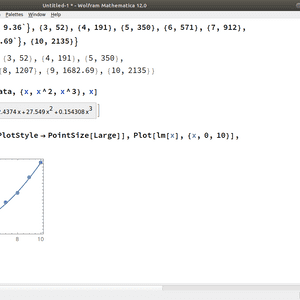 Untitled-1 * - Wolfram Mathematica 12.0
Palettes Window Help
9.36`}, {3, 52}, {4, 191}, {5, 350}, {6, 571}, {7, 912},
.69`}, {10, 2135}}
{3, 52}, {4, 191}, {5, 350},
{8, 1207}, {9, 1682.69}, {10, 2135}}
ata, {x, x^2, x^3}, x]
.4374 x + 27.549 x² + 0.154308 x³
PlotStyle → PointSize[Large]], Plot[lm[x], {x, 0, 10}],
8 10